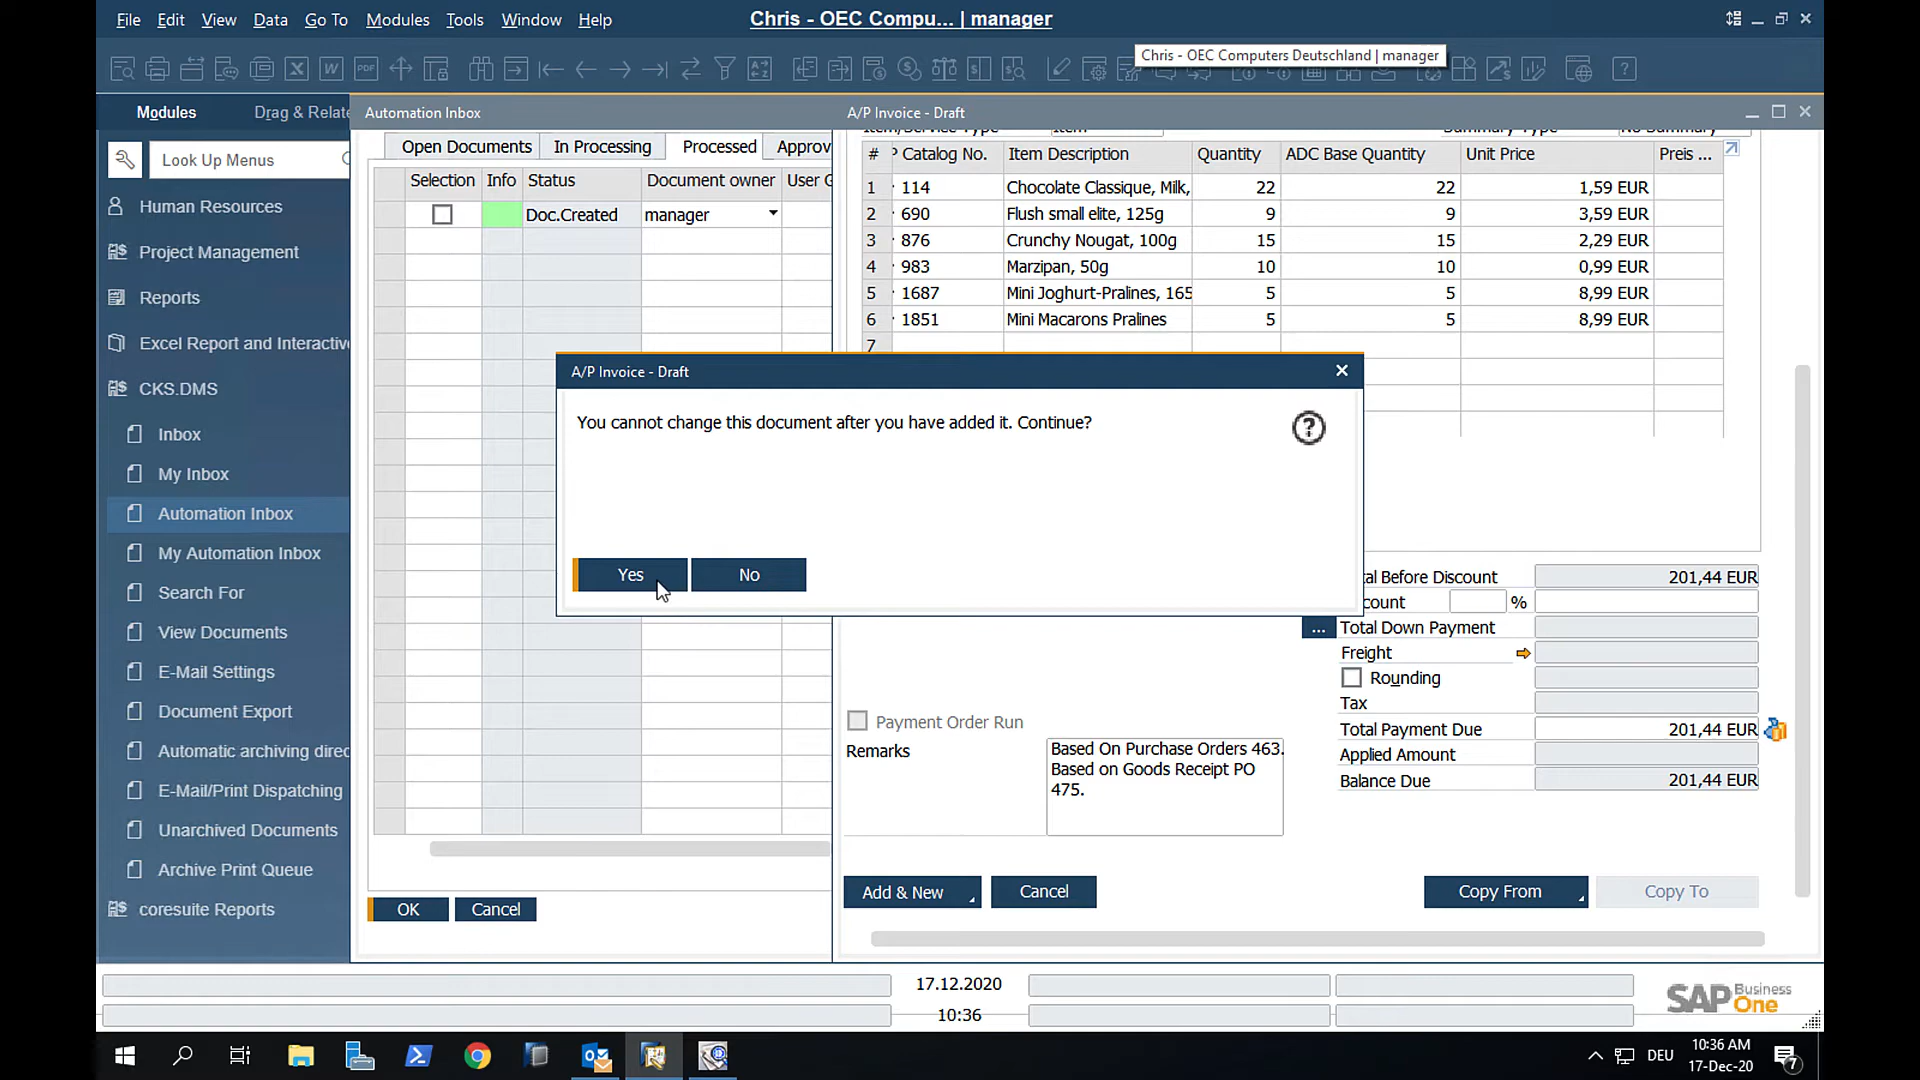 File Edit View Data Go To Modules Tools Window Help
Chris - OEC Compu... | manager
Chris - OEC Computers Deutschland | manager
Modules
Drag & Relate
Look Up Menus
Human Resources
Project Management
Reports
Excel Report and Interactive
CKS.DMS
Inbox
My Inbox
Automation Inbox
My Automation Inbox
Search For
View Documents
E-Mail Settings
Document Export
Automatic archiving direc
E-Mail/Print Dispatching
Unarchived Documents
Archive Print Queue
coresuite Reports
Automation Inbox
Open Documents In Processing Processed Approv
Selection Info Status Document owner User G
Doc.Created manager
OK Cancel
A/P Invoice - Draft
Item/Service Type Item Summary Type No Summary
# P Catalog No. Item Description Quantity ADC Base Quantity Unit Price Preis ...
1 114 Chocolate Classique, Milk, 22 22 1,59 EUR
2 690 Flush small elite, 125g 9 9 3,59 EUR
3 876 Crunchy Nougat, 100g 15 15 2,29 EUR
4 983 Marzipan, 50g 10 10 0,99 EUR
5 1687 Mini Joghurt-Pralines, 165 5 5 8,99 EUR
6 1851 Mini Macarons Pralines 5 5 8,99 EUR
7
A/P Invoice - Draft
You cannot change this document after you have added it. Continue?
Yes No
tal Before Discount 201,44 EUR
count %
... Total Down Payment
Freight
Rounding
Tax
Total Payment Due 201,44 EUR
Applied Amount
Balance Due 201,44 EUR
Payment Order Run
Remarks
Based On Purchase Orders 463.
Based on Goods Receipt PO
475.
Add & New Cancel Copy From Copy To
17.12.2020
10:36
SAP Business One
DEU
10:36 AM
17-Dec-20
7